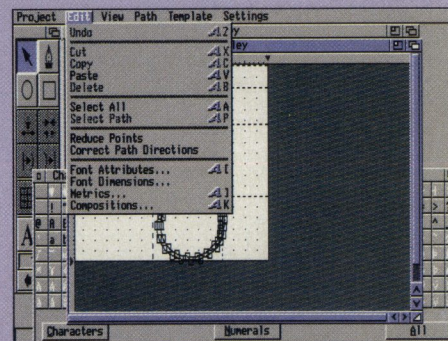 Project Edit View Path Template Settings
Undo Z
Cut X
Copy C
Paste V
Delete B
Select All A
Select Path P
Reduce Points
Correct Path Directions
Font Attributes... [
Font Dimensions...
Metrics... ]
Compositions... K
Characters Numerals All